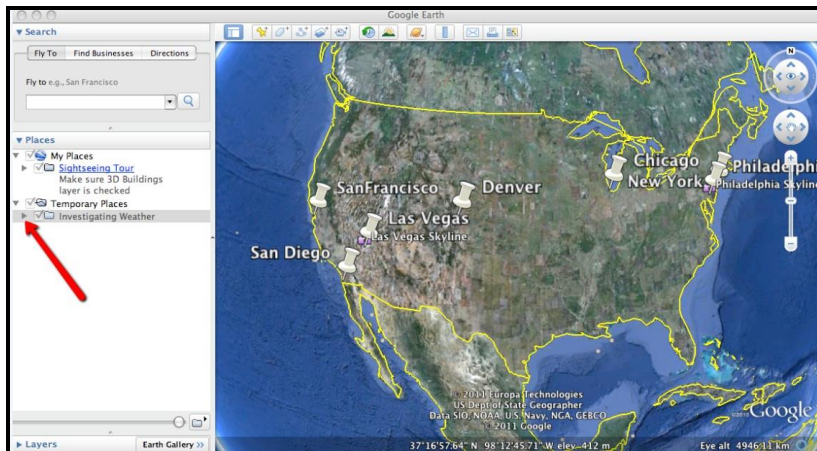 Google Earth
Search
Fly To Find Businesses Directions
Fly to e.g., San Francisco
Places
My Places
Sightseeing Tour
Make sure 3D Buildings
layer is checked
Temporary Places
Investigating Weather
Layers
Earth Gallery >>
N
Chicago
New York
Philadelphi
Philadelphia Skyline
SanFrancisco
Denver
Las Vegas
Las Vegas Skyline
San Diego
© 2011 Europa Technologies
US Dept of State Geographer
Data SIO, NOAA, U.S. Navy, NGA, GEBCO
© 2011 Google
©2010 Google
37°16'57.64" N 98°12'45.71" W elev 412 m
Eye alt 4946.11 km